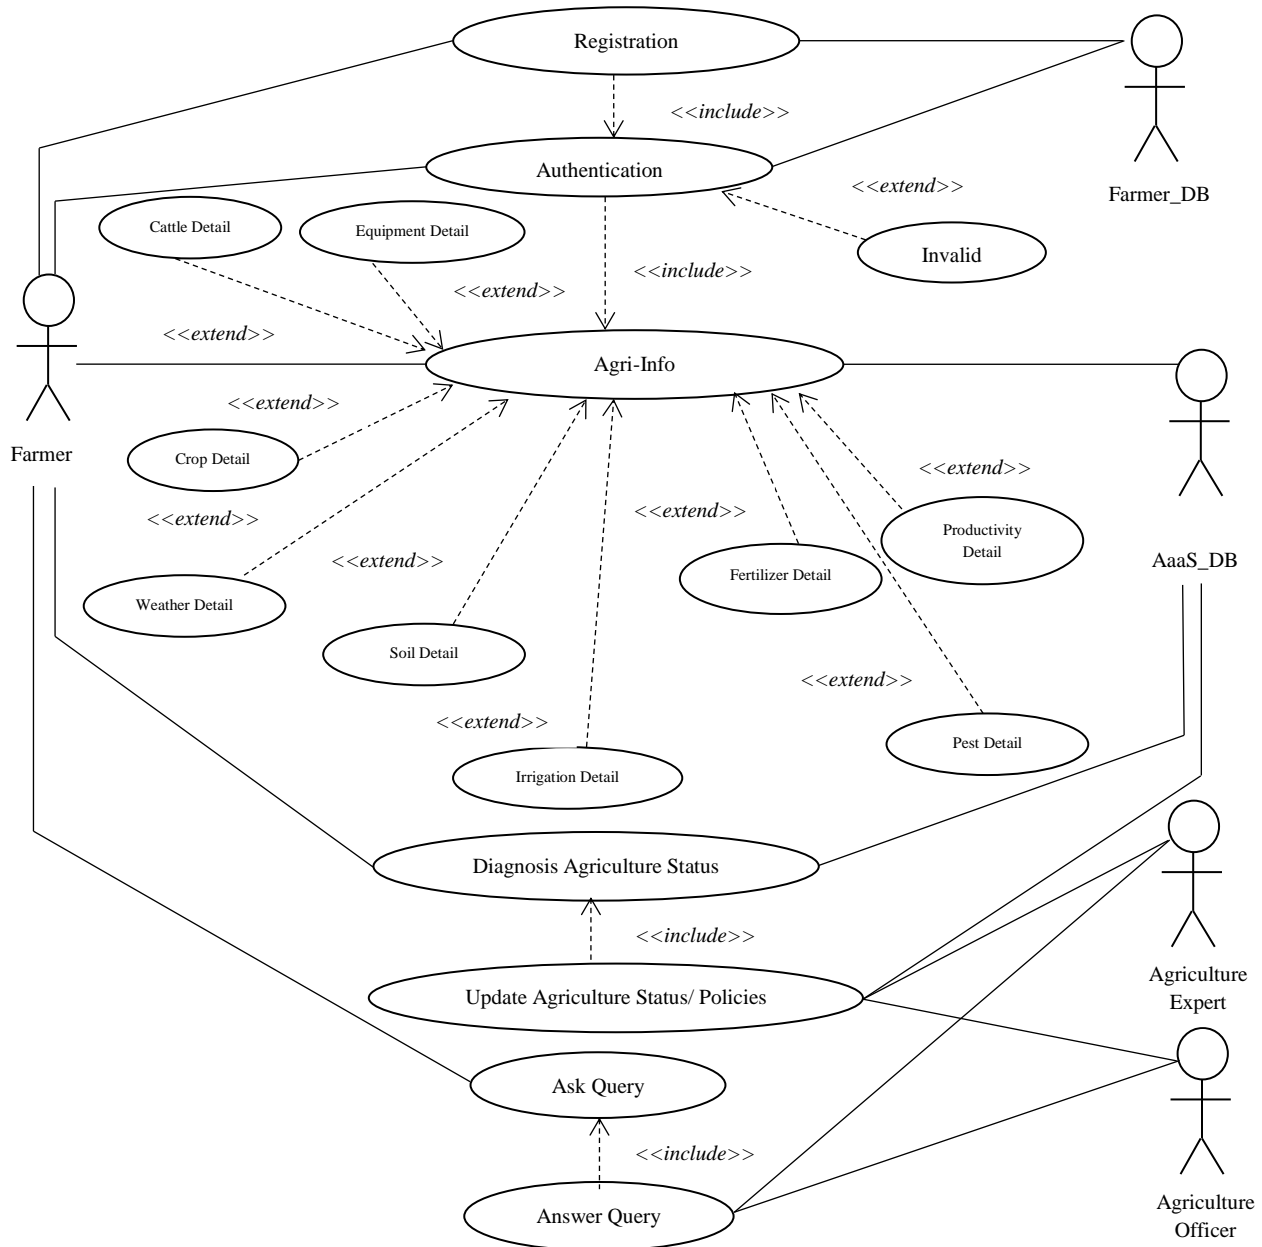 Registration
<<include>>
Authentication
<<extend>>
Farmer_DB
Cattle Detail
Equipment Detail
Invalid
<<include>>
<<extend>>
<<extend>>
Agri-Info
<<extend>>
Farmer
Crop Detail
<<extend>>
<<extend>>
<<extend>>
Productivity
Detail
<<extend>>
AaaS_DB
Fertilizer Detail
Weather Detail
Soil Detail
<<extend>>
<<extend>>
Pest Detail
Irrigation Detail
Diagnosis Agriculture Status
<<include>>
Agriculture
Expert
Update Agriculture Status/ Policies
Ask Query
<<include>>
Agriculture
Officer
Answer Query